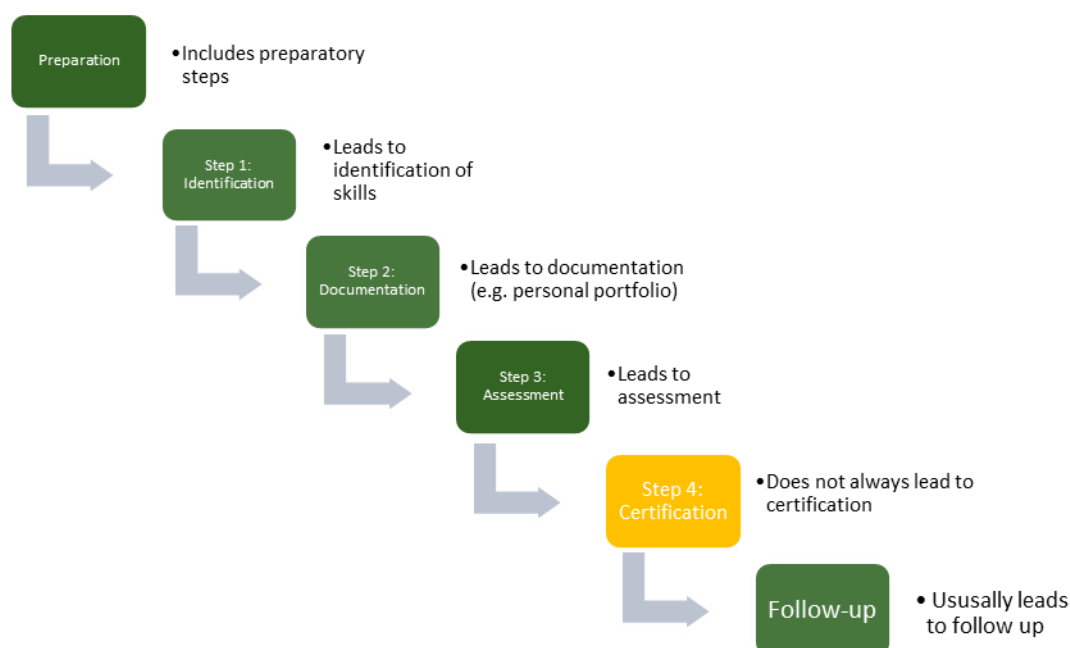 Preparation
•Includes preparatory
steps
Step 1:
Identification
•Leads to
identification of
skills
Step 2:
Documentation
•Leads to documentation
(e.g. personal portfolio)
Step 3:
Assessment
•Leads to
assessment
Step 4:
Certification
•Does not always lead to
certification
Follow-up
• Ususally leads
to follow up